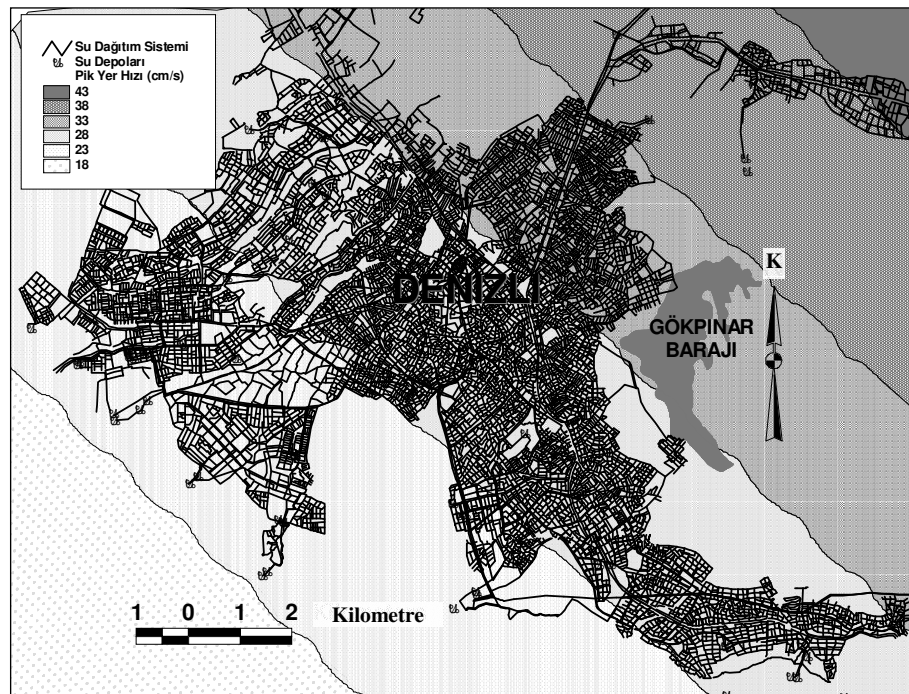 Su Dağıtım Sistemi
Su Depoları
Pik Yer Hızı (cm/s)
43
38
33
28
23
18
DENİZLİ
K
GÖKPINAR
BARAJI
1 0 1 2 Kilometre